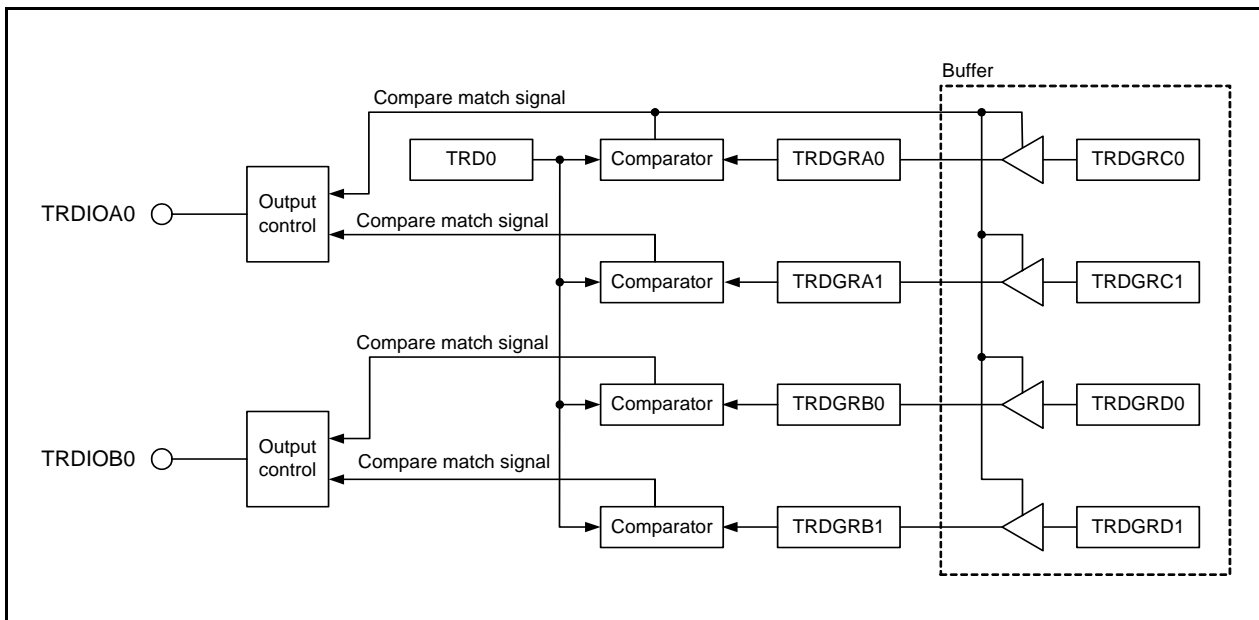 Buffer
Compare match signal
TRD0
Comparator
TRDGRA0
TRDGRC0
TRDIOA0
Output
control
Compare match signal
Comparator
TRDGRA1
TRDGRC1
Compare match signal
Comparator
TRDGRB0
TRDGRD0
TRDIOB0
Output
control
Compare match signal
Comparator
TRDGRB1
TRDGRD1